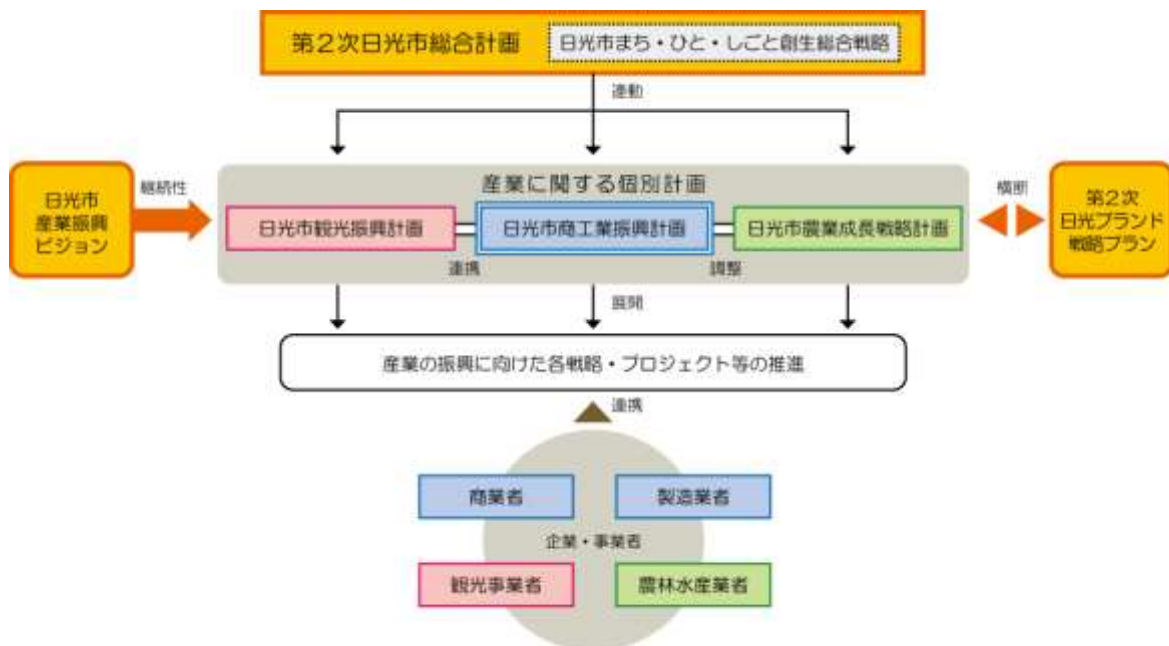 第2次日光市総合計画
日光市まち・ひと・しごと創生総合戦略
連動
日光市
産業振興
ビジョン
継続性
産業に関する個別計画
日光市観光振興計画
日光市商工業振興計画
日光市農業成長戦略計画
連携
調整
横断
第2次
日光ブランド
戦略プラン
展開
産業の振興に向けた各戦略・プロジェクト等の推進
連携
商業者
製造業者
企業・事業者
観光事業者
農林水産業者